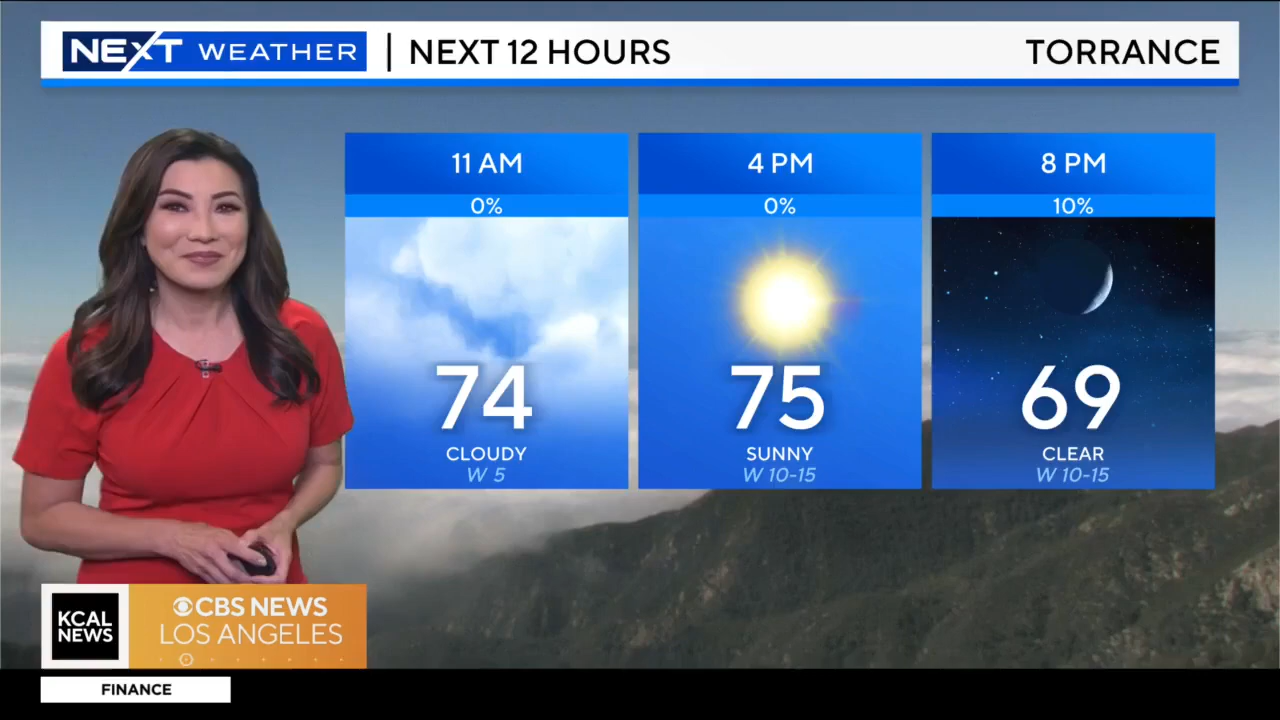 NEXT WEATHER | NEXT 12 HOURS TORRANCE
11 AM
0%
74
CLOUDY
W 5
4 PM
0%
75
SUNNY
W 10-15
8 PM
10%
69
CLEAR
W 10-15
KCAL
NEWS
CBS NEWS
LOS ANGELES
FINANCE